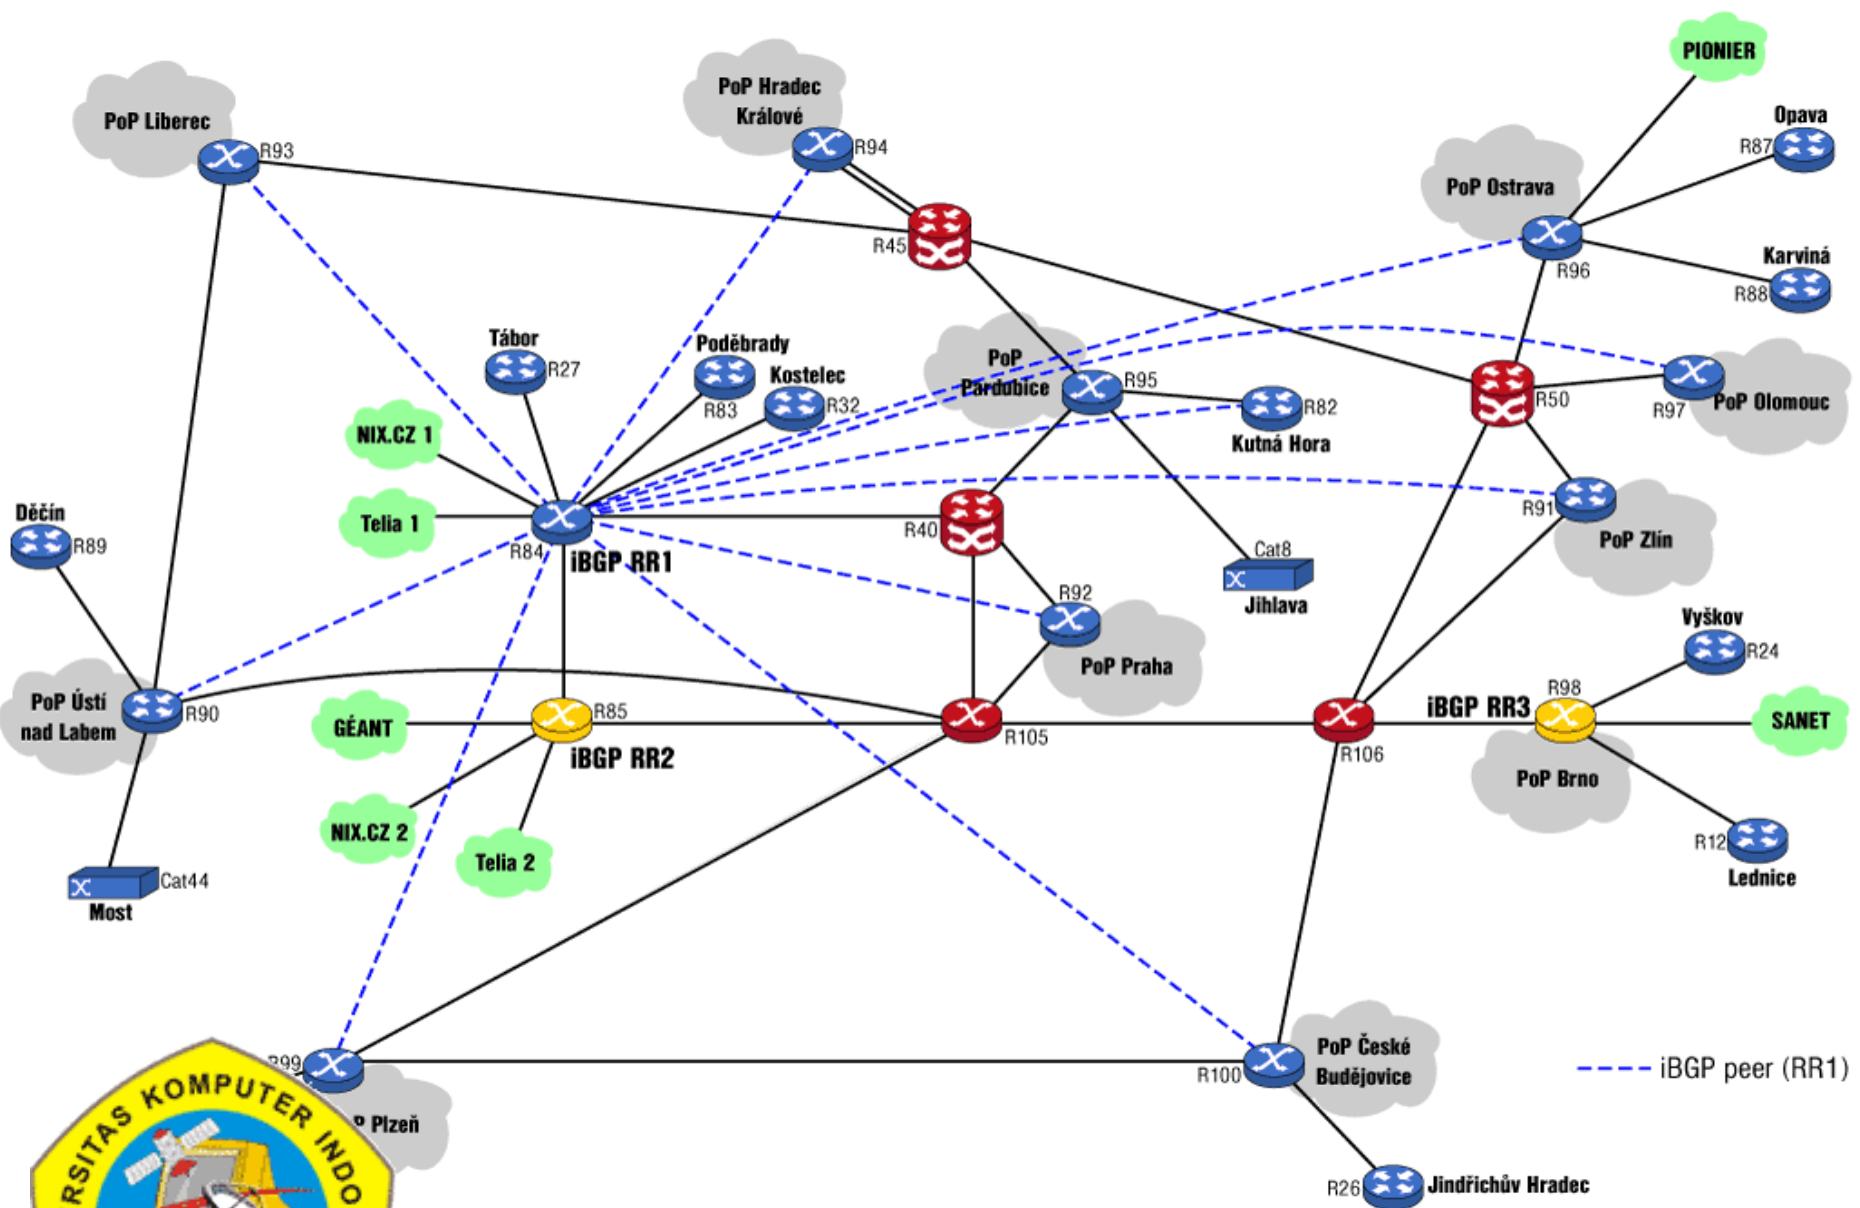 PIONIER
Opava
R87
PoP Hradec
Králové
R94
PoP Liberec
R93
PoP Ostrava
R96
Karviná
R88
R45
Tábor
R27
Poděbrady
R83
Kostelec
R32
PoP
Pardubice
R95
R82
Kutná Hora
R50
R97
PoP Olomouc
NIX.CZ 1
Telia 1
R84
iBGP RR1
R40
R91
PoP Zlín
Děčín
R89
Cat8
Jihlava
R92
PoP Praha
Vyškov
R24
PoP Ústí
nad Labem
R90
GÉANT
R85
iBGP RR2
R105
R106
iBGP RR3
R98
PoP Brno
SANET
NIX.CZ 2
Telia 2
R12
Lednice
Cat44
Most
R99
P Plzeň
R100
PoP České
Budějovice
iBGP peer (RR1)
R26
Jindřichův Hradec
RSITAS KOMPUTER INDO